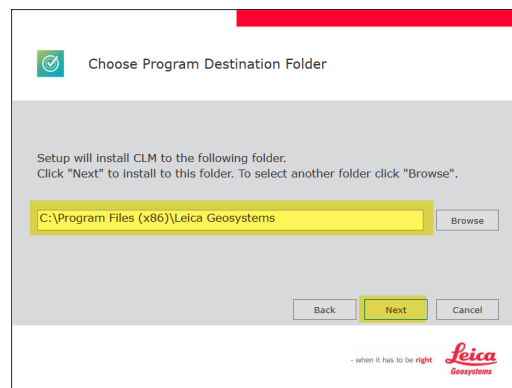 Choose Program Destination Folder
Setup will install CLM to the following folder.
Click "Next" to install to this folder. To select another folder click "Browse".
C:\Program Files (x86)\Leica Geosystems
Browse
Back Next Cancel
- when it has to be right
Leica
Geosystems